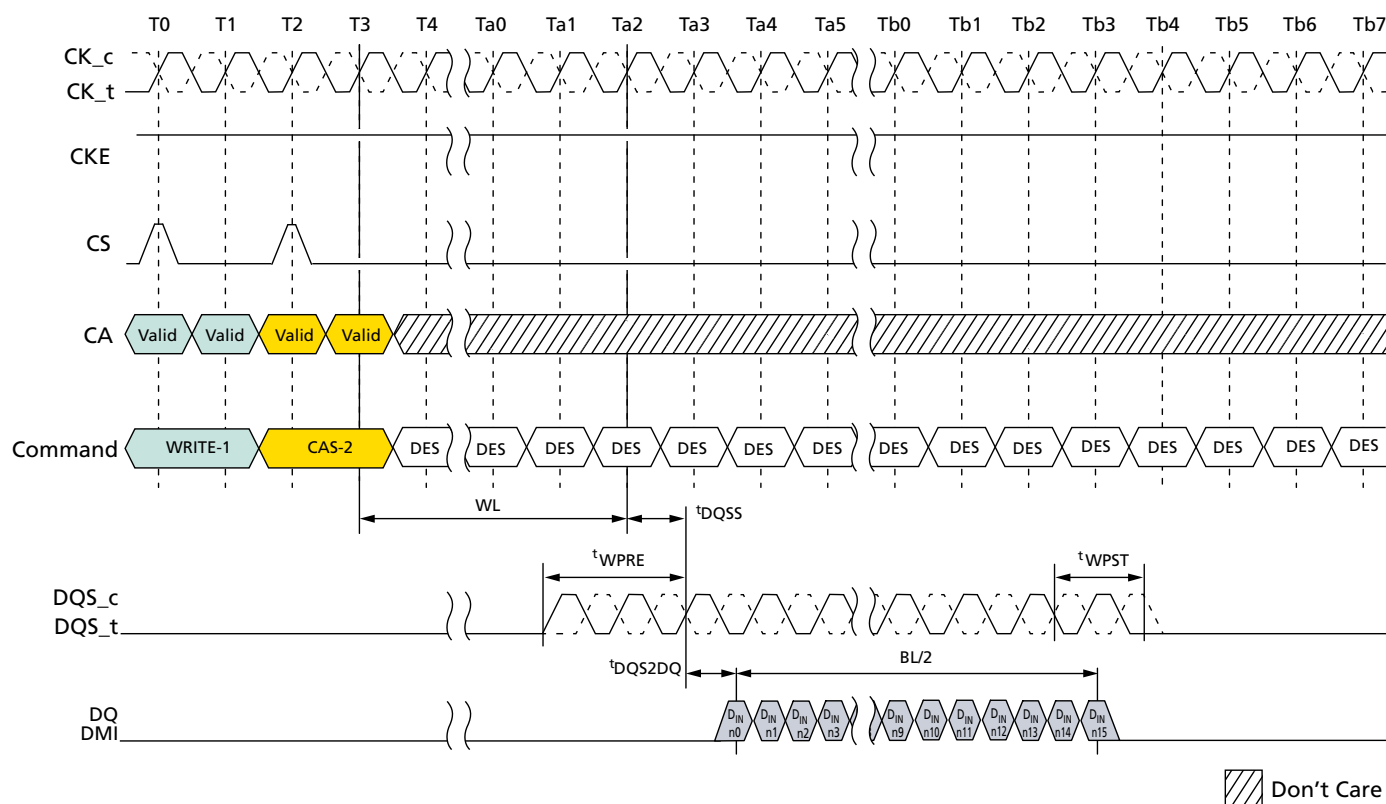 T0 T1 T2 T3 T4 Ta0 Ta1 Ta2 Ta3 Ta4 Ta5 Tb0 Tb1 Tb2 Tb3 Tb4 Tb5 Tb6 Tb7
CK_c
CK_t
CKE
CS
CA Valid Valid Valid Valid
Command WRITE-1 CAS-2 DES DES DES DES DES DES DES DES DES DES DES DES DES DES DES
WL tDQSS
tWPRE tWPST
DQS_c
DQS_t
tDQS2DQ BL/2
DQ DIN DIN DIN DIN DIN DIN DIN DIN DIN DIN DIN
DMI n0 n1 n2 n3 n9 n10 n11 n12 n13 n14 n15
Don't Care